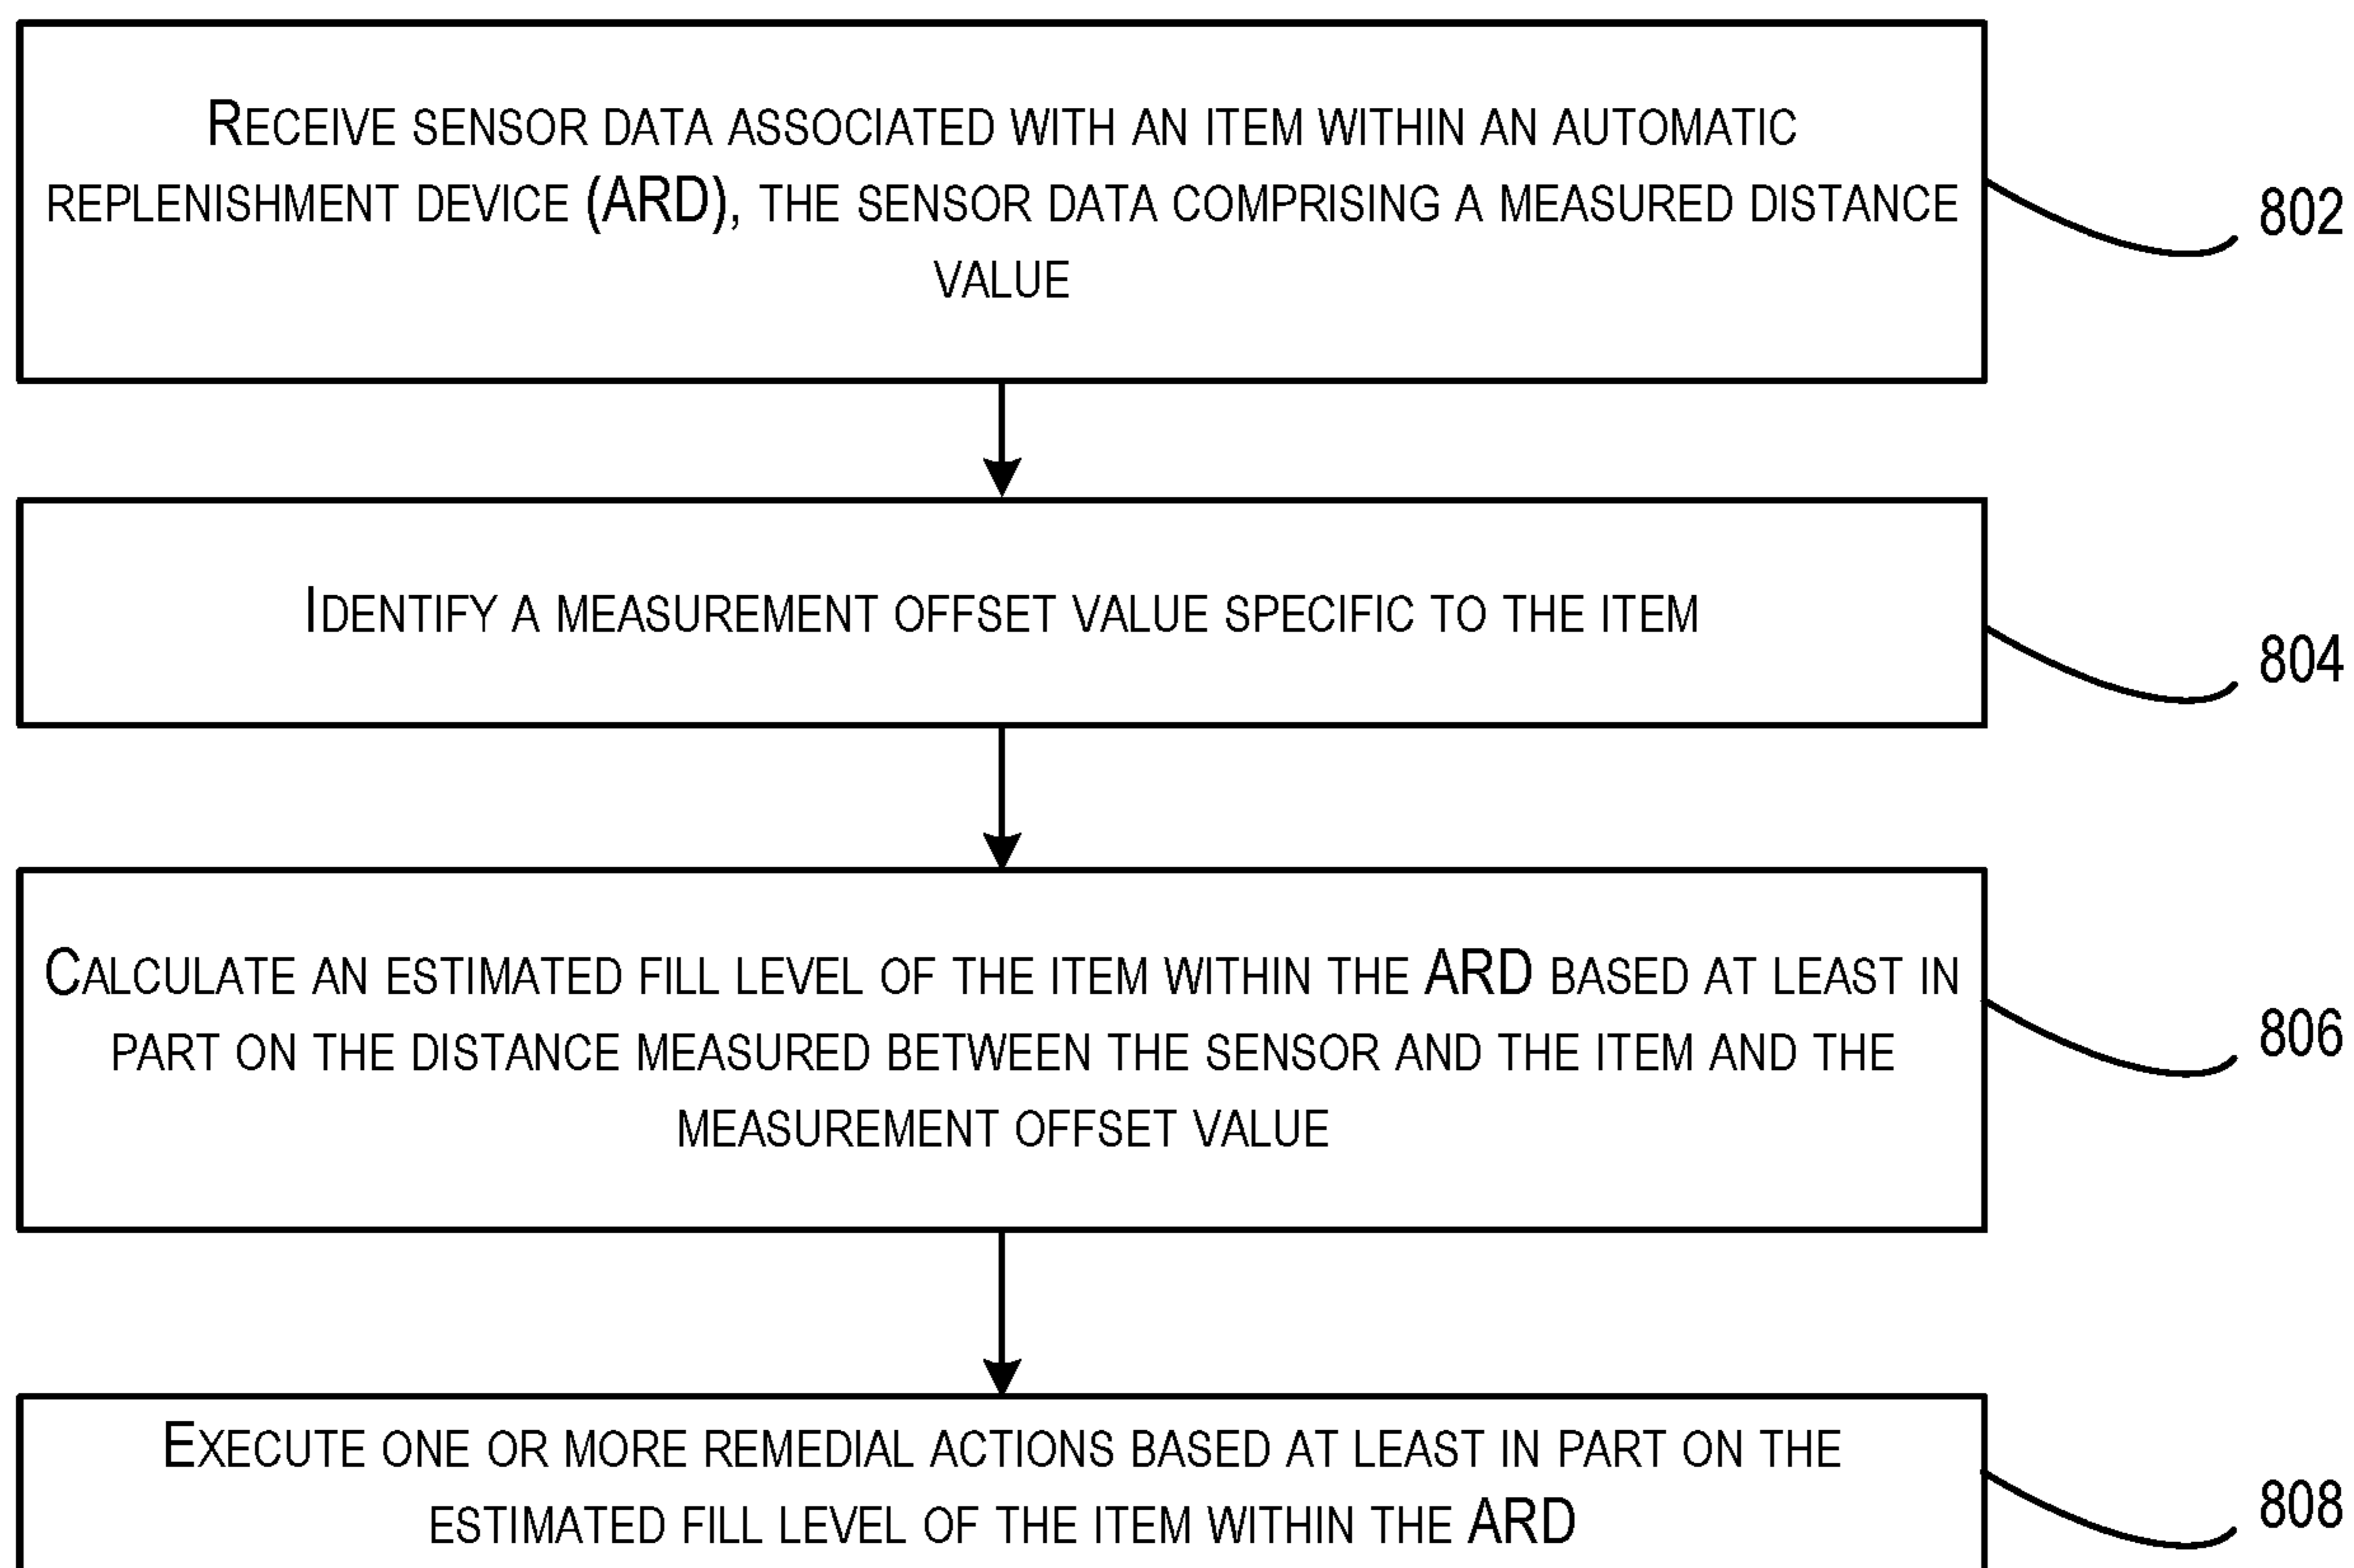 RECEIVE SENSOR DATA ASSOCIATED WITH AN ITEM WITHIN AN AUTOMATIC
REPLENISHMENT DEVICE (ARD), THE SENSOR DATA COMPRISING A MEASURED DISTANCE
VALUE
802
IDENTIFY A MEASUREMENT OFFSET VALUE SPECIFIC TO THE ITEM
804
CALCULATE AN ESTIMATED FILL LEVEL OF THE ITEM WITHIN THE ARD BASED AT LEAST IN
PART ON THE DISTANCE MEASURED BETWEEN THE SENSOR AND THE ITEM AND THE
MEASUREMENT OFFSET VALUE
806
EXECUTE ONE OR MORE REMEDIAL ACTIONS BASED AT LEAST IN PART ON THE
ESTIMATED FILL LEVEL OF THE ITEM WITHIN THE ARD
808